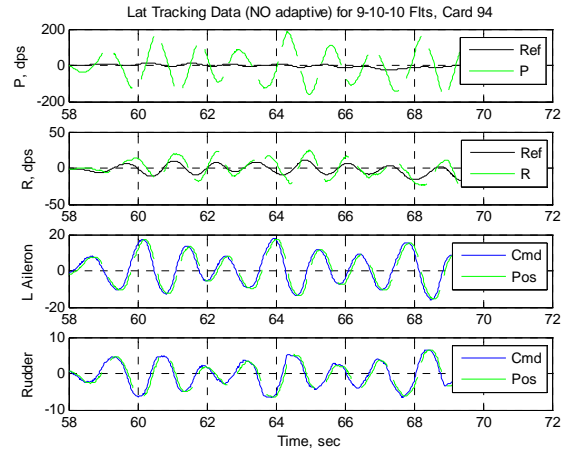 Lat Tracking Data (NO adaptive) for 9-10-10 Flts, Card 94
P, dps
200
0
-200
58 60 62 64 66 68 70 72
Ref
P
R, dps
50
0
-50
58 60 62 64 66 68 70 72
Ref
R
L Aileron
20
0
-20
58 60 62 64 66 68 70 72
Cmd
Pos
Rudder
10
0
-10
58 60 62 64 66 68 70 72
Cmd
Pos
Time, sec